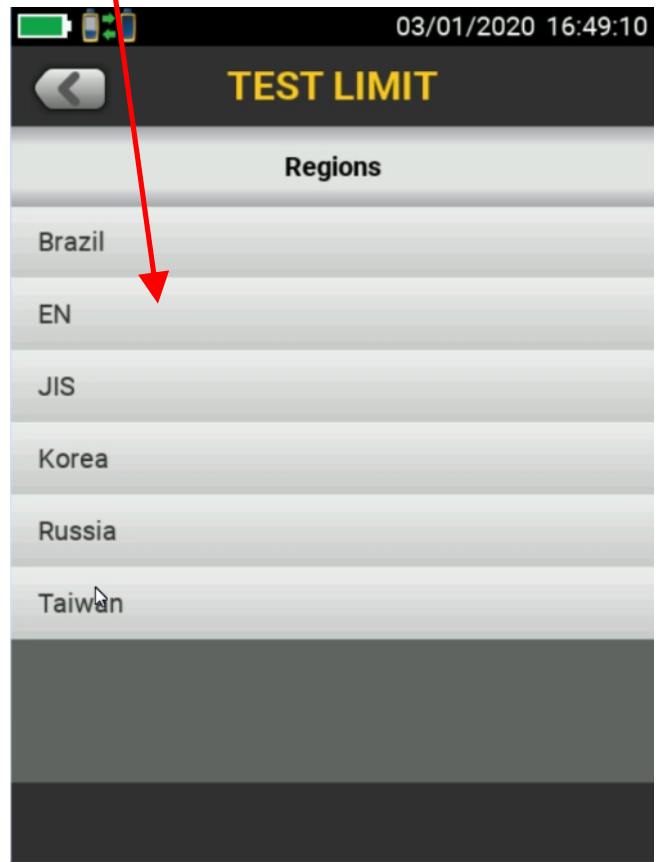 03/01/2020 16:49:10
TEST LIMIT
Regions
Brazil
EN
JIS
Korea
Russia
Taiwan